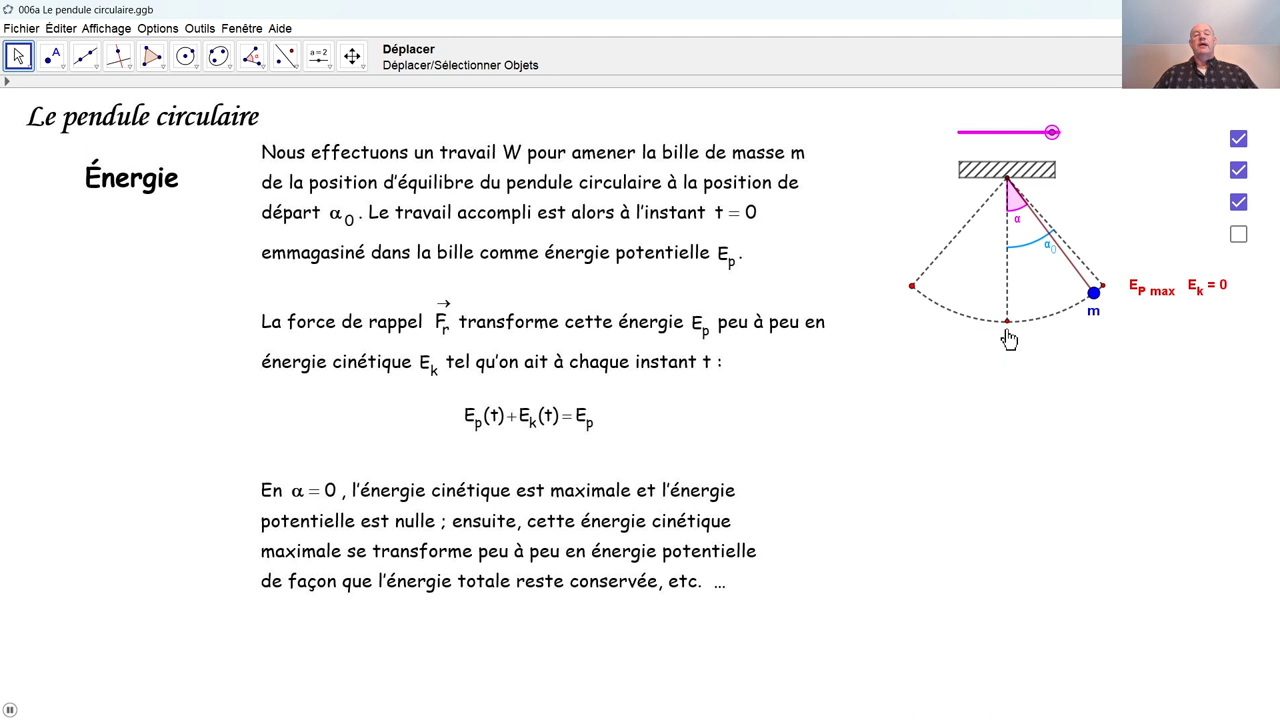 006a Le pendule circulaire.ggb
Fichier Éditer Affichage Options Outils Fenêtre Aide
A
a=2
Déplacer
Déplacer/Sélectionner Objets
Le pendule circulaire
Énergie
Nous effectuons un travail W pour amener la bille de masse m
de la position d'équilibre du pendule circulaire à la position de
départ α₀ . Le travail accompli est alors à l'instant t = 0
emmagasiné dans la bille comme énergie potentielle Eₚ .
La force de rappel F⃗ᵣ transforme cette énergie Eₚ peu à peu en
énergie cinétique Eₖ tel qu'on ait à chaque instant t :
Eₚ(t) + Eₖ(t) = Eₚ
En α = 0 , l'énergie cinétique est maximale et l'énergie
potentielle est nulle ; ensuite, cette énergie cinétique
maximale se transforme peu à peu en énergie potentielle
de façon que l'énergie totale reste conservée, etc. ...
α
α₀
E_P max E_k = 0
m